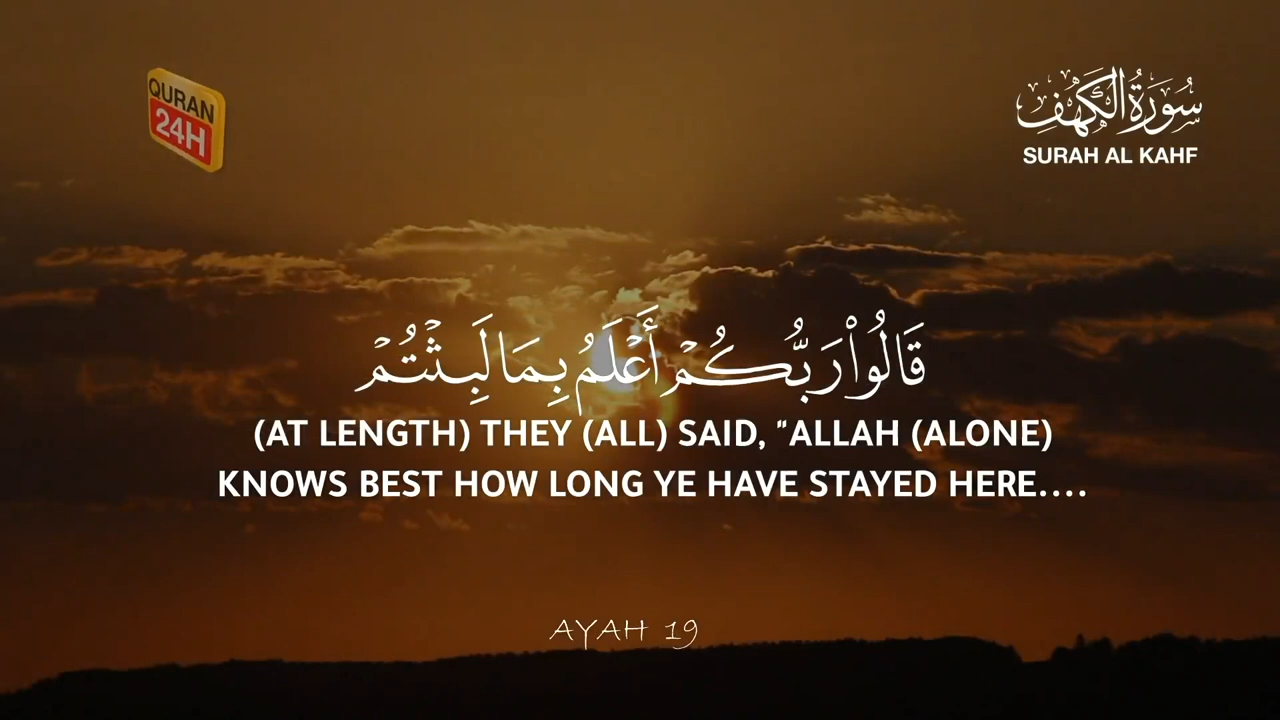 QURAN
24H
سُورَةُ الكَهْفِ
SURAH AL KAHF
قَالُواْ رَبُّكُمْ أَعْلَمُ بِمَا لَبِثْتُمْ
(AT LENGTH) THEY (ALL) SAID, "ALLAH (ALONE)
KNOWS BEST HOW LONG YE HAVE STAYED HERE....
AYAH 19